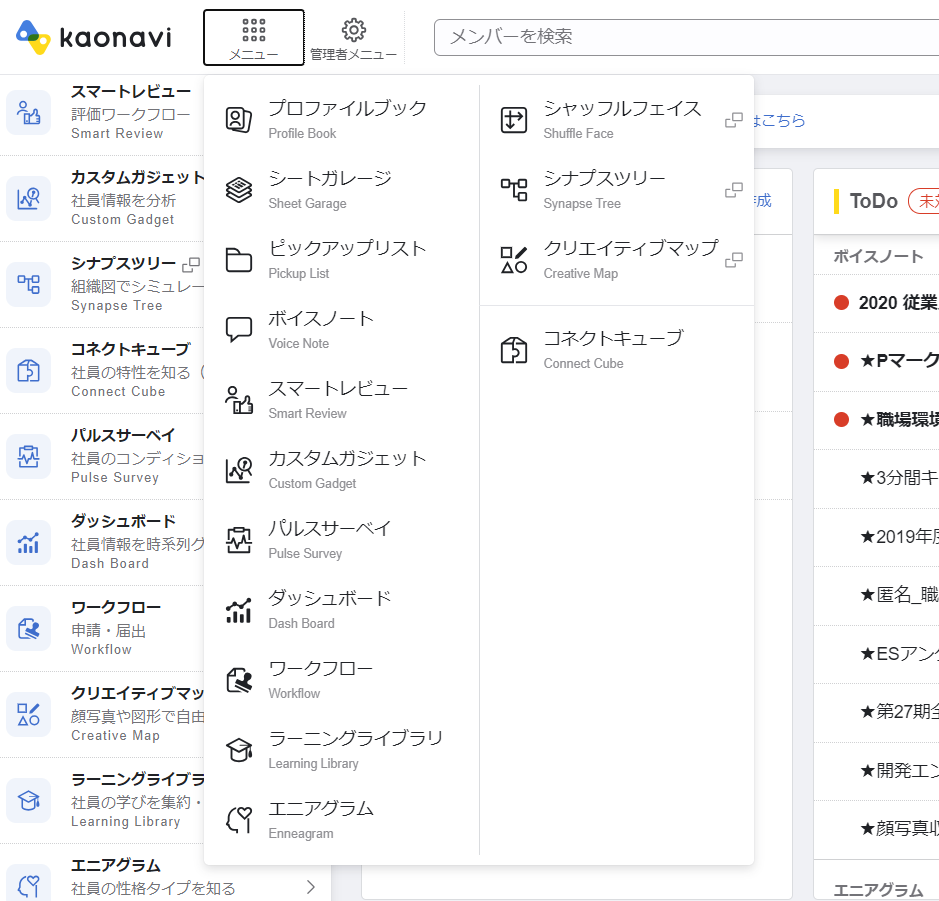 kaonavi
メニュー
管理者メニュー
メンバーを検索
スマートレビュー
評価ワークフロー
Smart Review
カスタムガジェット
社員情報を分析
Custom Gadget
シナプスツリー
組織図でシミュレー
Synapse Tree
コネクトキューブ
社員の特性を知る（
Connect Cube
パルスサーベイ
社員のコンディショ
Pulse Survey
ダッシュボード
社員情報を時系列グ
Dash Board
ワークフロー
申請・届出
Workflow
クリエイティブマッ
顔写真や図形で自由
Creative Map
ラーニングライブラ
社員の学びを集約・
Learning Library
エニアグラム
社員の性格タイプを知る
プロファイルブック
Profile Book
シートガレージ
Sheet Garage
ピックアップリスト
Pickup List
ボイスノート
Voice Note
スマートレビュー
Smart Review
カスタムガジェット
Custom Gadget
パルスサーベイ
Pulse Survey
ダッシュボード
Dash Board
ワークフロー
Workflow
ラーニングライブラリ
Learning Library
エニアグラム
Enneagram
シャッフルフェイス
Shuffle Face
シナプスツリー
Synapse Tree
クリエイティブマップ
Creative Map
コネクトキューブ
Connect Cube
はこちら
作成
ToDo
未対
ボイスノート
2020 従業
★Pマーク
★職場環境
★3分間キ
★2019年度
★匿名_職
★ESアン
★第27期全
★開発エン
★顔写真収
エニアグラム